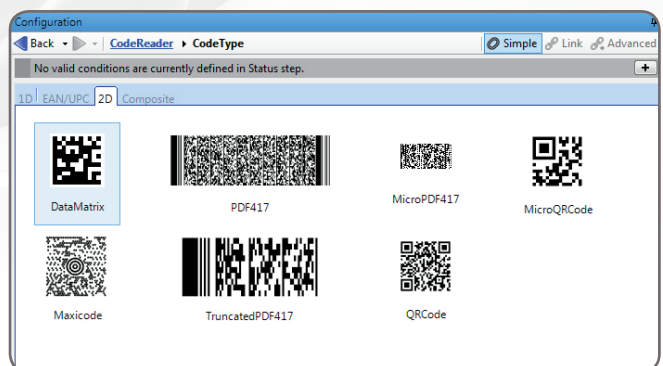 Configuration
Back CodeReader CodeType Simple Link Advanced
No valid conditions are currently defined in Status step.
1D EAN/UPC 2D Composite
DataMatrix PDF417 MicroPDF417 MicroQRCode
Maxicode TruncatedPDF417 QRCode